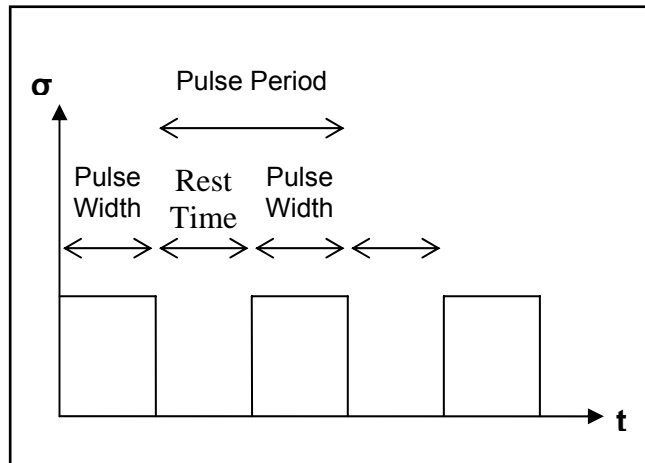 Pulse Period
σ
Pulse
Width
Rest
Time
Pulse
Width
t